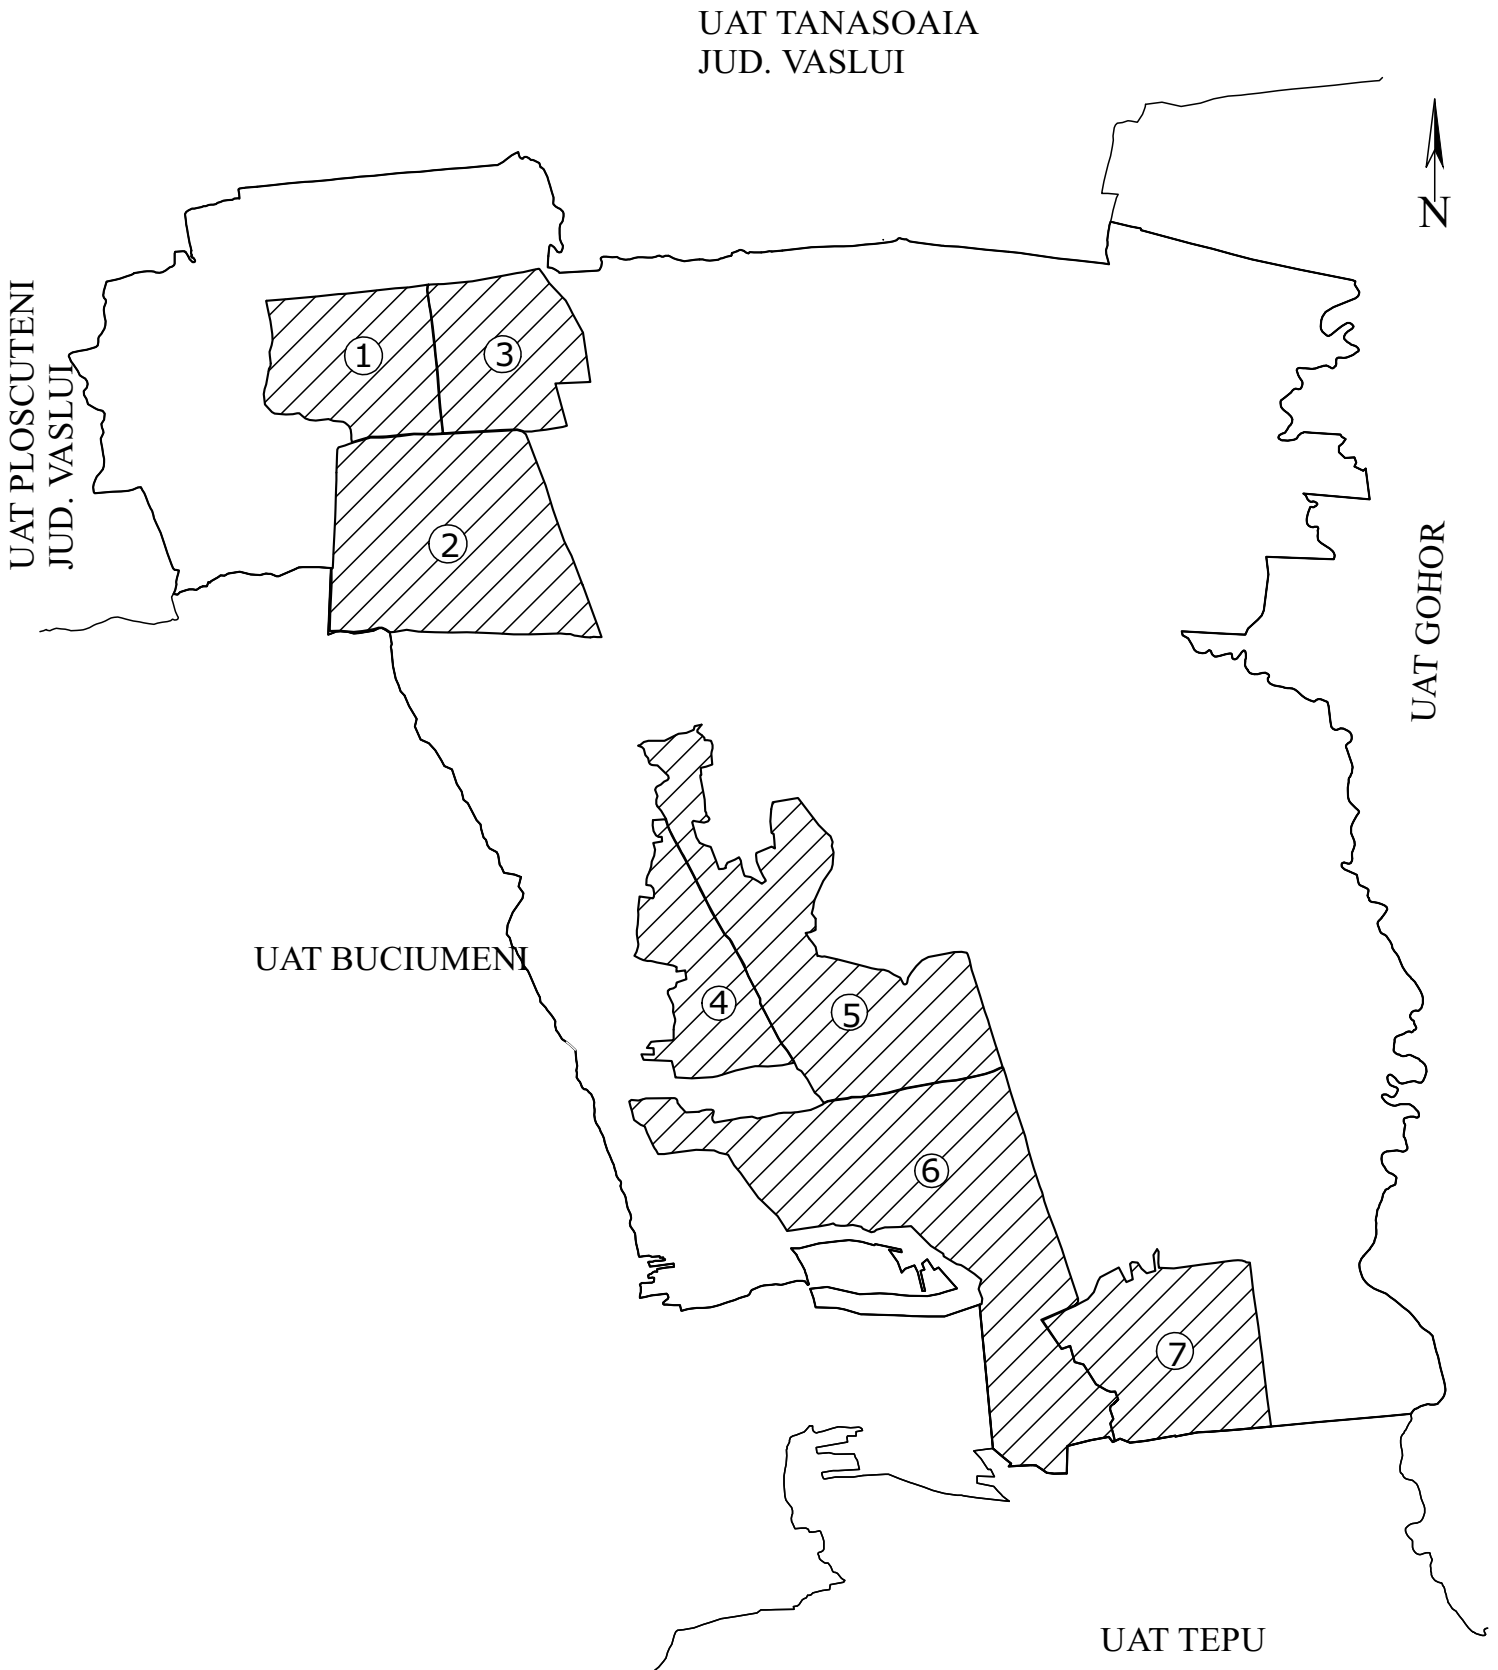 UAT TANASOAIA
JUD. VASLUI
N
UAT PLOSCUTENI
JUD. VASLUI
1
3
2
UAT GOHOR
UAT BUCIUMENI
4
5
6
7
UAT TEPU